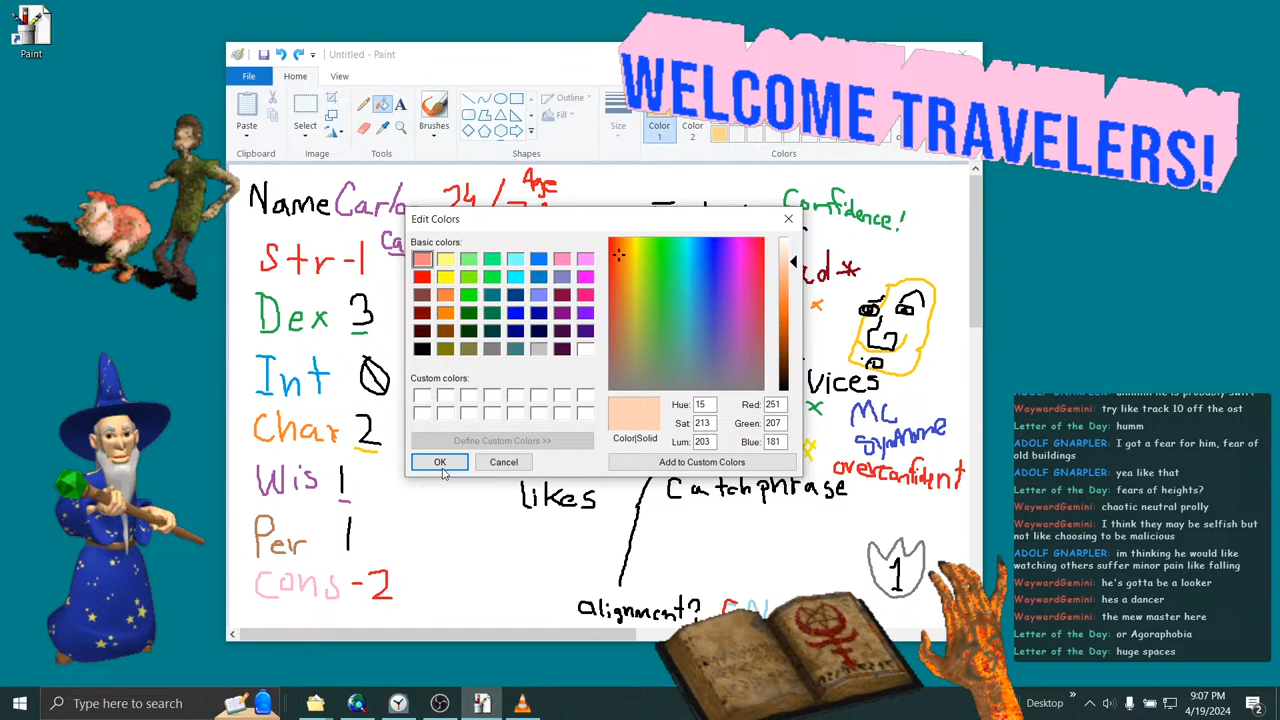 Paint
Untitled - Paint
WELCOME TRAVELERS!
File
Home
View
Paste
Select
Brushes
Outline
Fill
Size
Color
1
Color
2
Clipboard
Image
Tools
Shapes
Colors
Name Carlo
24 /
Age
Confidence!
Str -1
Dex 3
Int 0
Char 2
Wis 1
Per 1
Cons -2
vices
MC
Syndrome
overconfident
likes
Catchphrase
1
alignment?
Edit Colors
Basic colors:
Custom colors:
Define Custom Colors >>
OK
Cancel
Color|Solid
Hue: 15
Sat: 213
Lum: 203
Red: 251
Green: 207
Blue: 181
Add to Custom Colors
WaywardGemini: try like track 10 off the ost
Letter of the Day: humm
ADOLF GNARPLER: I got a fear for him, fear of
old buildings
ADOLF GNARPLER: yea like that
Letter of the Day: fears of heights?
WaywardGemini: chaotic neutral prolly
WaywardGemini: I think they may be selfish but
not like choosing to be malicious
ADOLF GNARPLER: im thinking he would like
watching others suffer minor pain like falling
WaywardGemini: he's gotta be a looker
WaywardGemini: hes a dancer
WaywardGemini: the mew master here
Letter of the Day: or Agoraphobia
Letter of the Day: huge spaces
Type here to search
Desktop
9:07 PM
4/19/2024
2